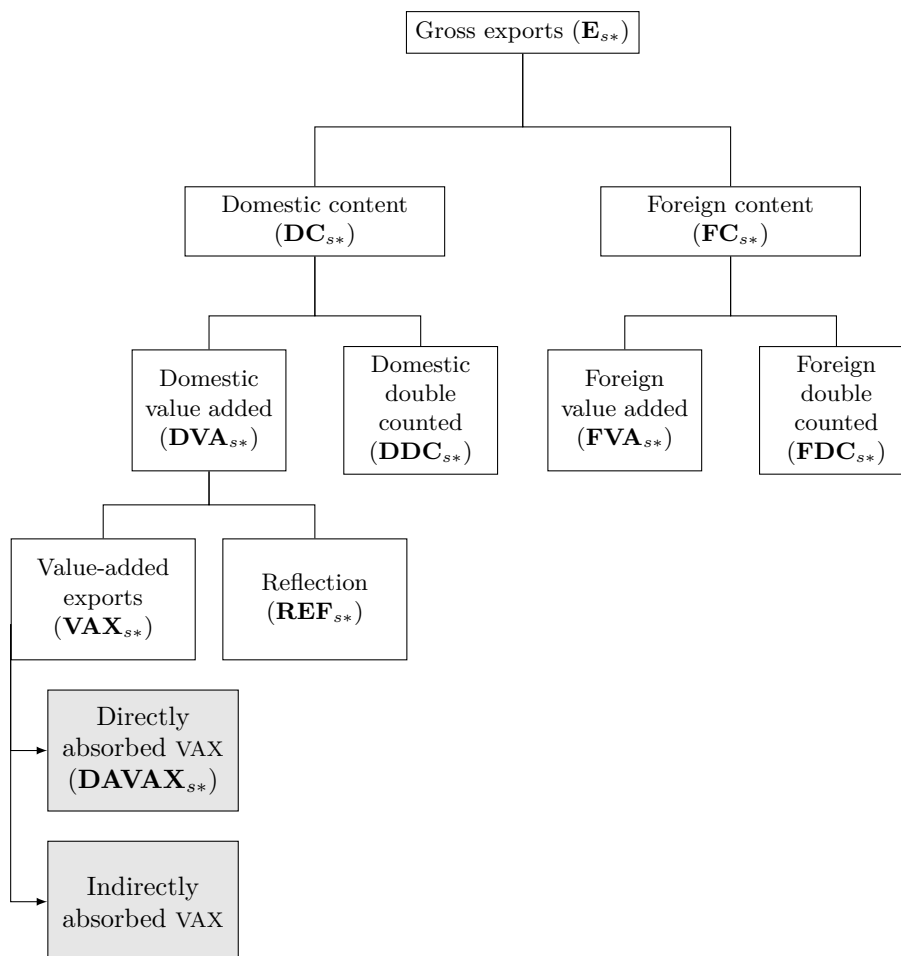 Gross exports (E_{s*})
Domestic content
(DC_{s*})
Foreign content
(FC_{s*})
Domestic
value added
(DVA_{s*})
Domestic
double
counted
(DDC_{s*})
Foreign
value added
(FVA_{s*})
Foreign
double
counted
(FDC_{s*})
Value-added
exports
(VAX_{s*})
Reflection
(REF_{s*})
Directly
absorbed VAX
(DAVAX_{s*})
Indirectly
absorbed VAX